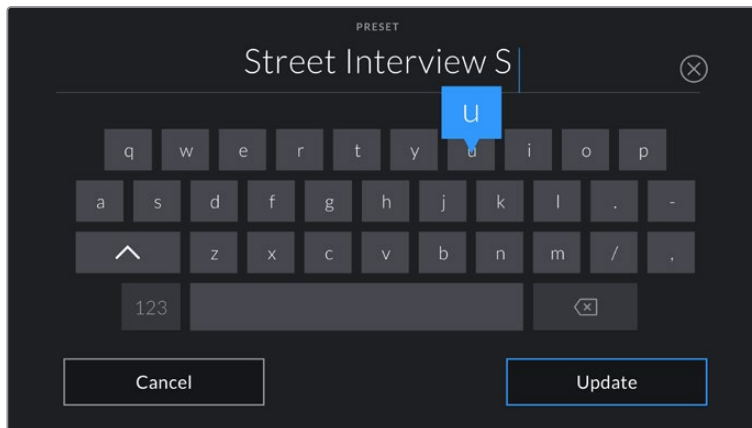 PRESET
Street Interview S
u
q w e r t y u i o p
a s d f g h j k l . -
z x c v b n m / ,
123
Cancel Update